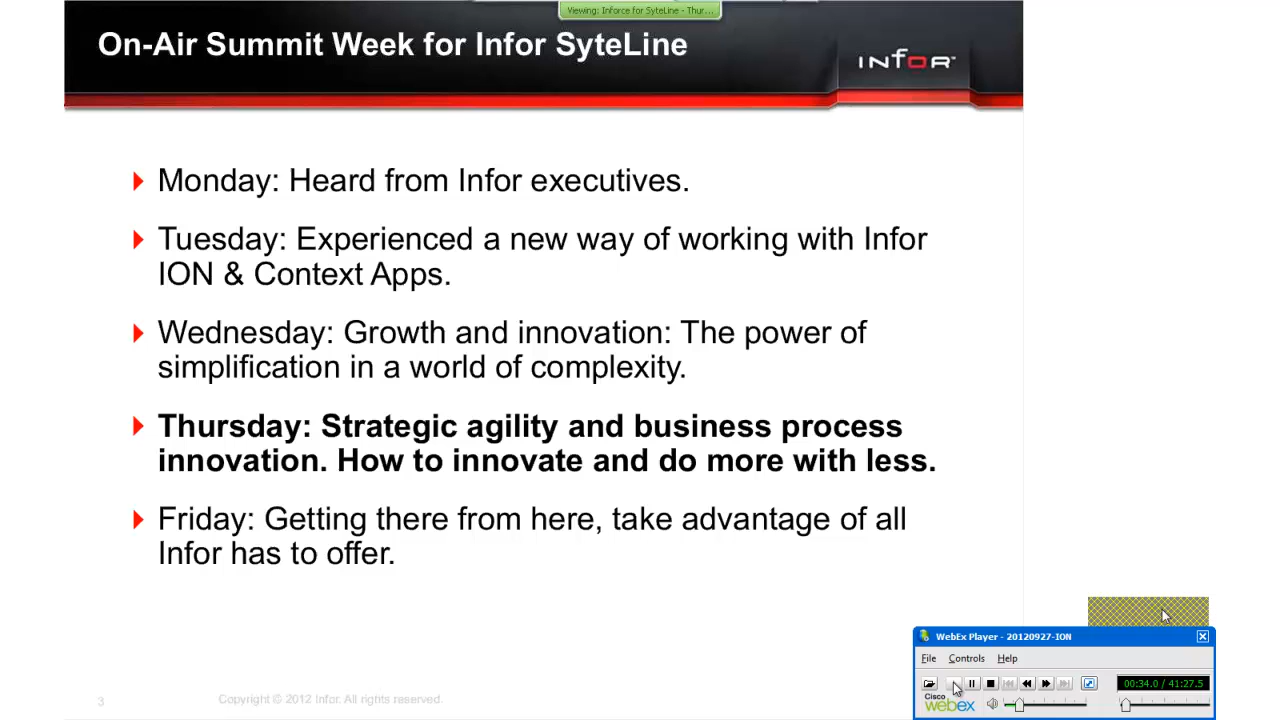 Viewing: Inforce for SyteLine - Thur...
On-Air Summit Week for Infor SyteLine
INFOR™
Monday: Heard from Infor executives.
Tuesday: Experienced a new way of working with Infor
ION & Context Apps.
Wednesday: Growth and innovation: The power of
simplification in a world of complexity.
Thursday: Strategic agility and business process
innovation. How to innovate and do more with less.
Friday: Getting there from here, take advantage of all
Infor has to offer.
WebEx Player - 20120927-ION
File Controls Help
00:34.0 / 41:27.5
Cisco
webex
3
Copyright © 2012 Infor. All rights reserved.